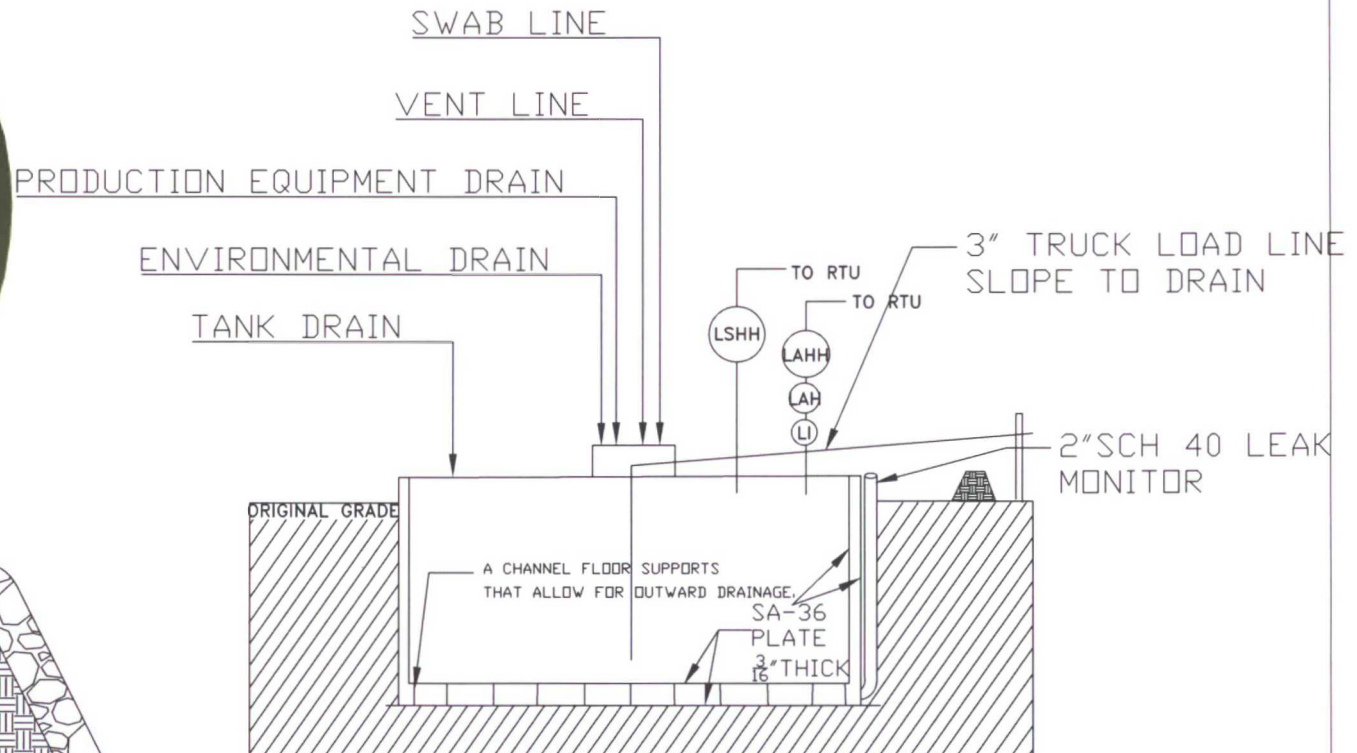 SWAB LINE
VENT LINE
PRODUCTION EQUIPMENT DRAIN
ENVIRONMENTAL DRAIN
TANK DRAIN
TO RTU
TO RTU
3" TRUCK LOAD LINE
SLOPE TO DRAIN
LSHH
LAHH
LAH
LI
2"SCH 40 LEAK
MONITOR
ORIGINAL GRADE
A CHANNEL FLOOR SUPPORTS
THAT ALLOW FOR OUTWARD DRAINAGE.
SA-36
PLATE
3/16"THICK